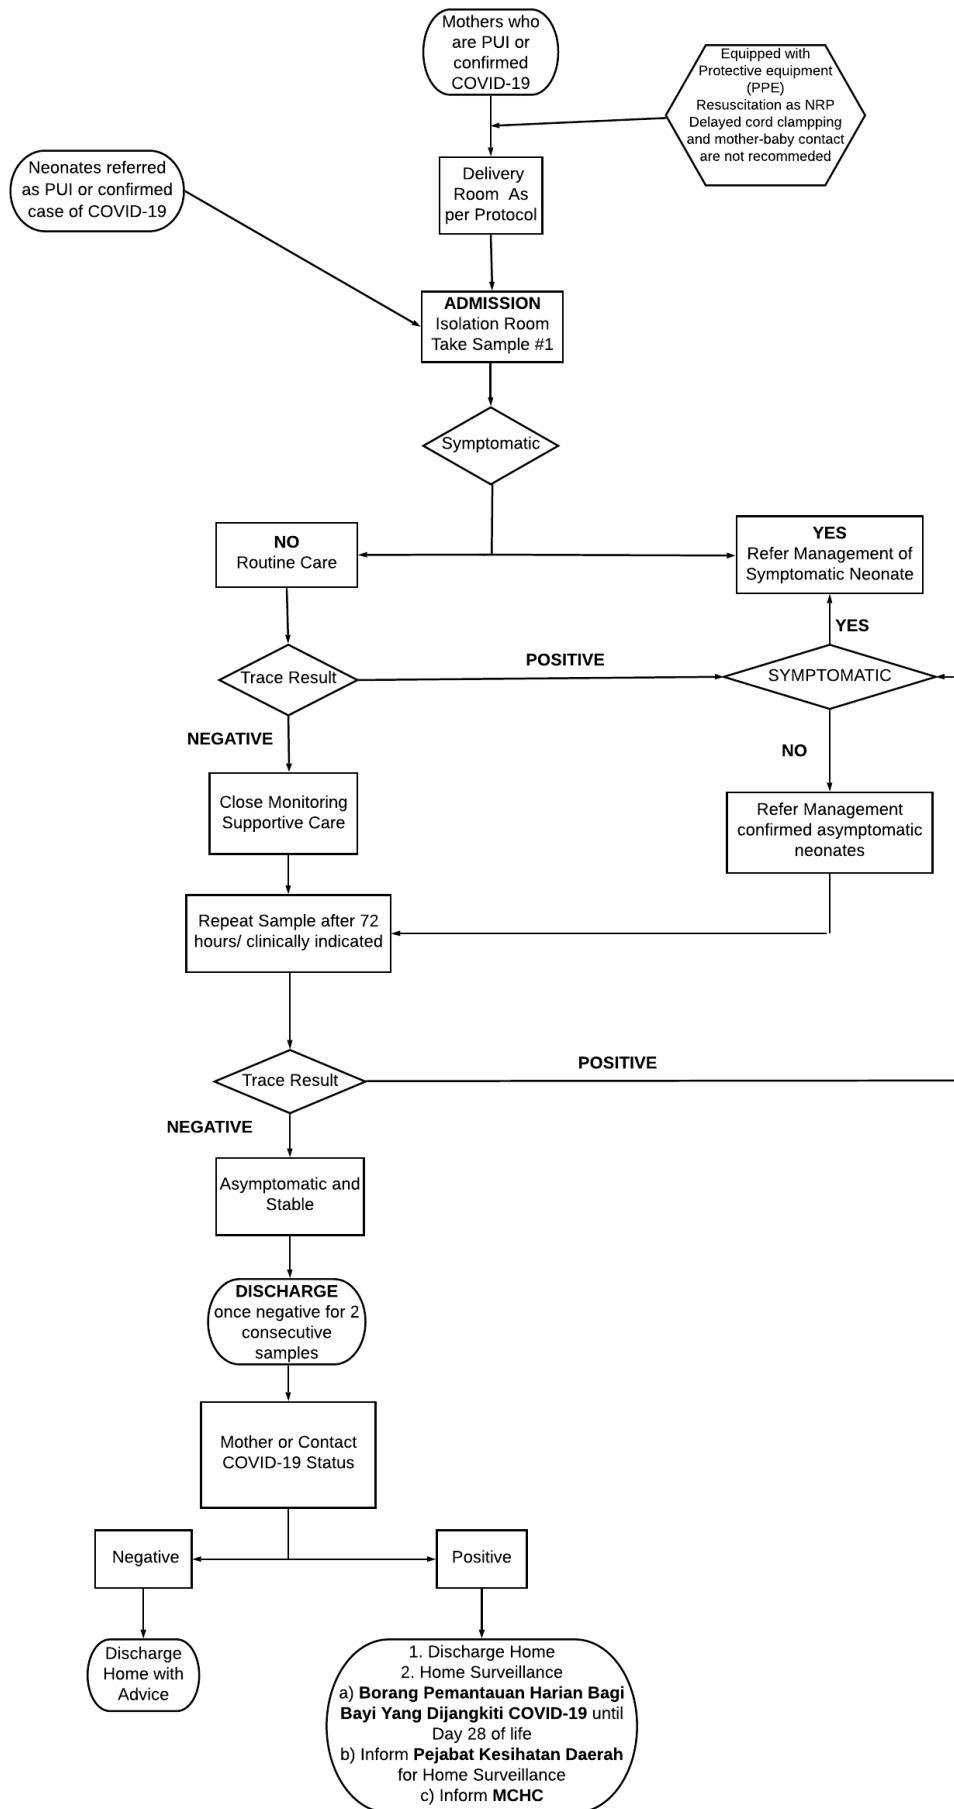 Mothers who
are PUI or
confirmed
COVID-19
Equipped with
Protective equipment
(PPE)
Resuscitation as NRP
Delayed cord clampping
and mother-baby contact
are not recommeded
Neonates referred
as PUI or confirmed
case of COVID-19
Delivery
Room As
per Protocol
ADMISSION
Isolation Room
Take Sample #1
Symptomatic
NO
Routine Care
YES
Refer Management of
Symptomatic Neonate
YES
Trace Result
POSITIVE
SYMPTOMATIC
NEGATIVE
NO
Close Monitoring
Supportive Care
Refer Management
confirmed asymptomatic
neonates
Repeat Sample after 72
hours/ clinically indicated
Trace Result
POSITIVE
NEGATIVE
Asymptomatic and
Stable
DISCHARGE
once negative for 2
consecutive
samples
Mother or Contact
COVID-19 Status
Negative
Positive
Discharge
Home with
Advice
1. Discharge Home
2. Home Surveillance
a) Borang Pemantauan Harian Bagi
Bayi Yang Dijangkiti COVID-19 until
Day 28 of life
b) Inform Pejabat Kesihatan Daerah
for Home Surveillance
c) Inform MCHC